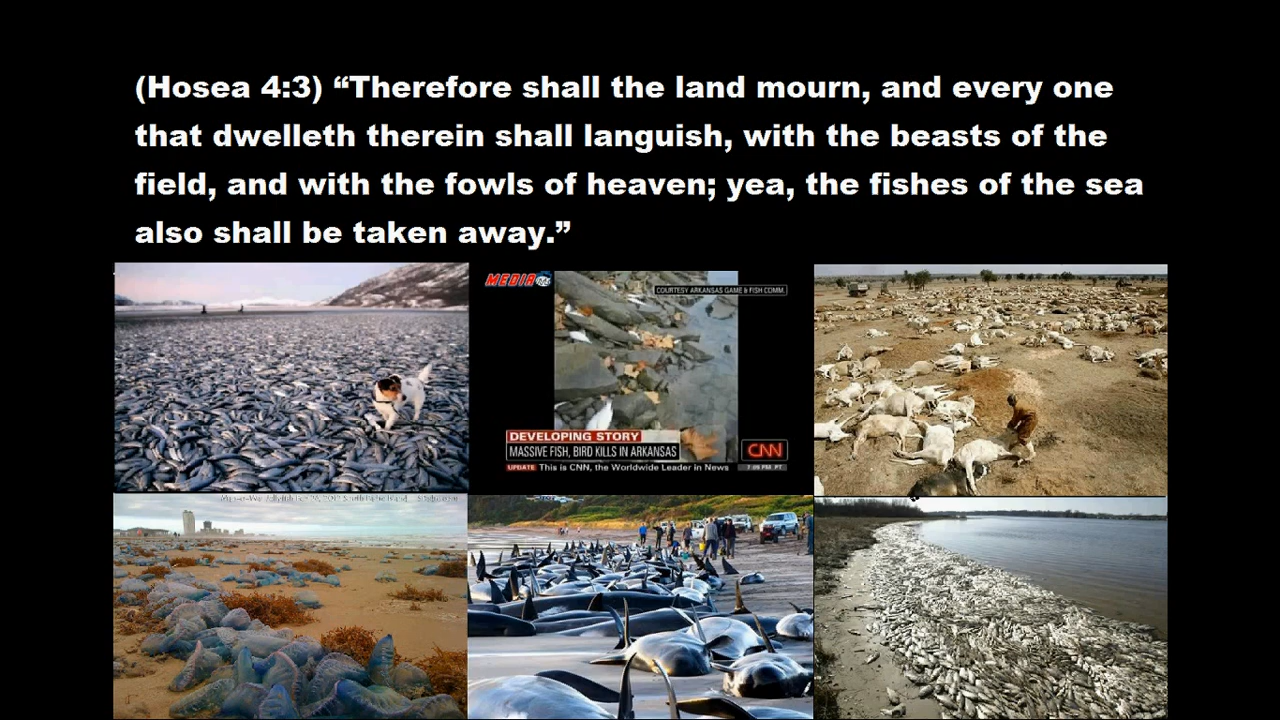 (Hosea 4:3) “Therefore shall the land mourn, and every one
that dwelleth therein shall languish, with the beasts of the
field, and with the fowls of heaven; yea, the fishes of the sea
also shall be taken away.”
MEDIA
COURTESY ARKANSAS GAME & FISH COMM.
DEVELOPING STORY
MASSIVE FISH, BIRD KILLS IN ARKANSAS
CNN
UPDATE This is CNN, the Worldwide Leader in News